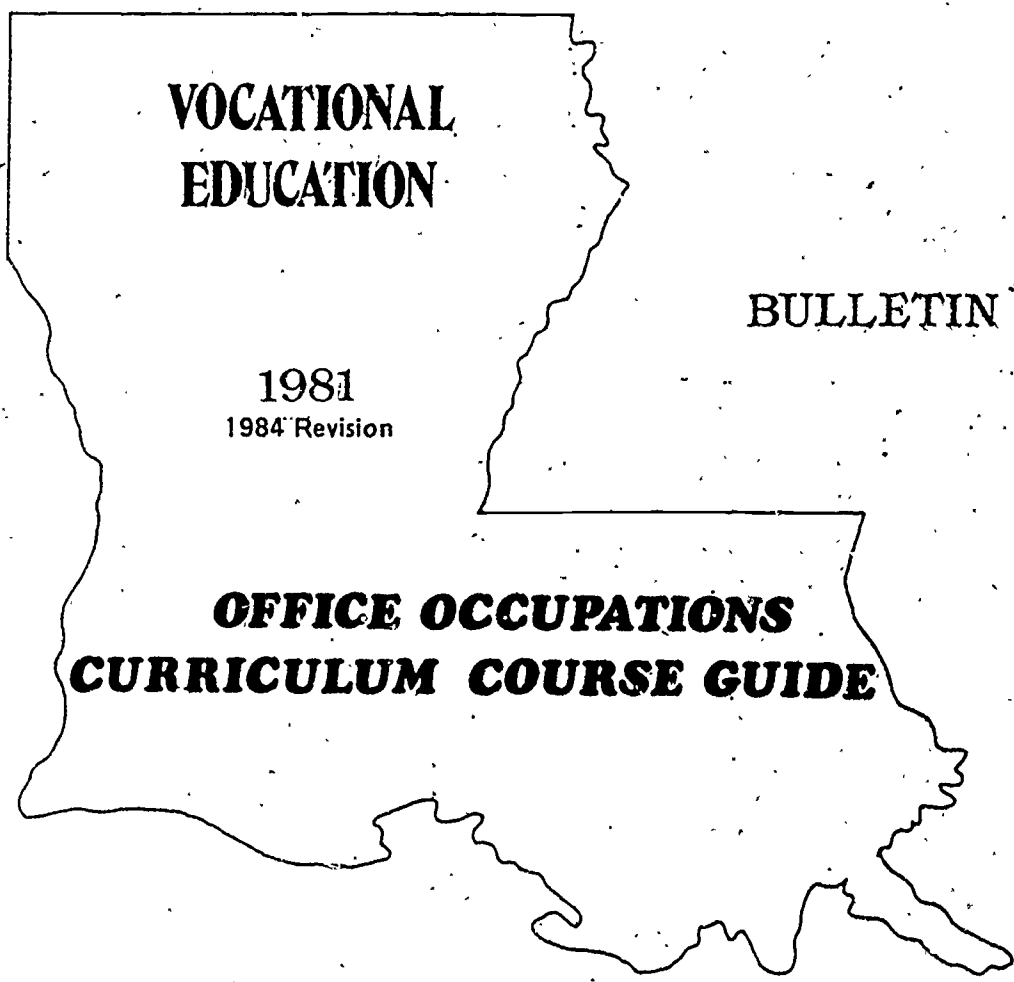 VOCATIONAL
EDUCATION
BULLETIN
1981
1984 Revision
OFFICE OCCUPATIONS
CURRICULUM COURSE GUIDE